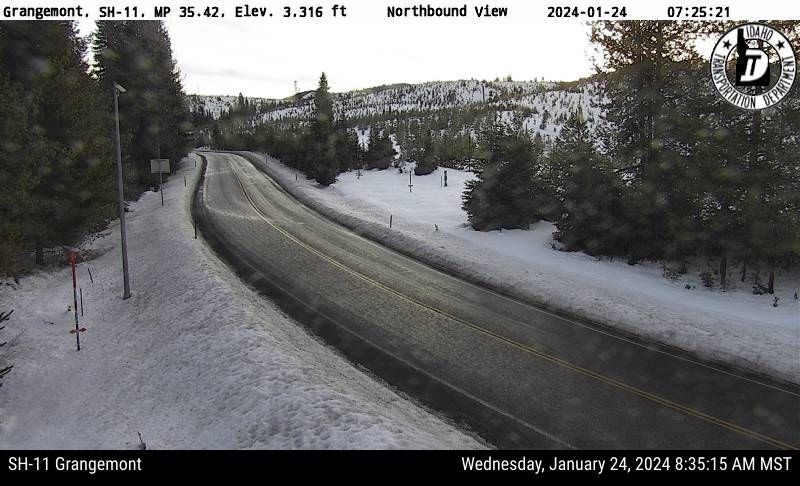 Grangemont, SH-11, MP 35.42, Elev. 3,316 ft Northbound View 2024-01-24 07:25:21
IDAHO
TRANSPORTATION DEPARTMENT
SH-11 Grangemont Wednesday, January 24, 2024 8:35:15 AM MST